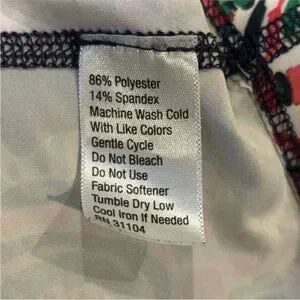 86% Polyester
14% Spandex
Machine Wash Cold
With Like Colors
Gentle Cycle
Do Not Bleach
Do Not Use
Fabric Softener
Tumble Dry Low
Cool Iron If Needed
RN 31104